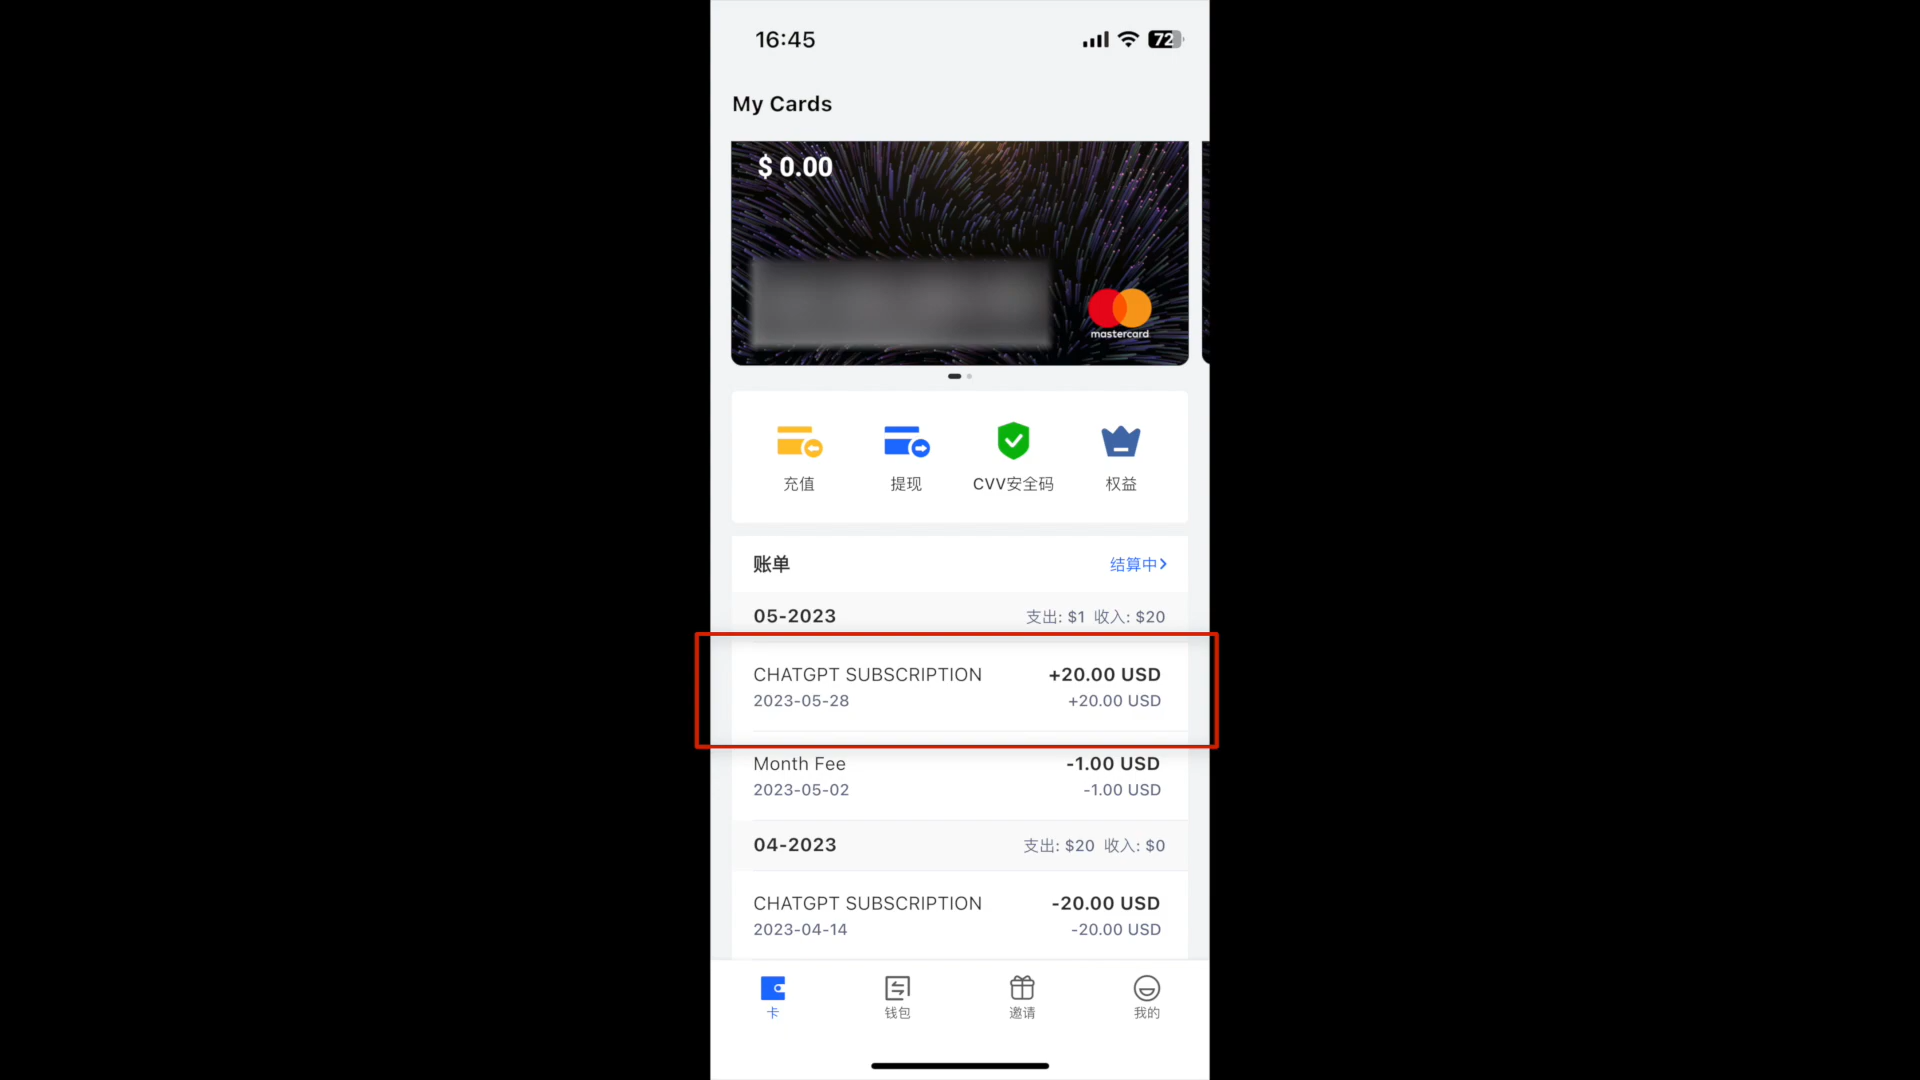 16:45
72
My Cards
$ 0.00
mastercard
充值
提现
CVV安全码
权益
账单
结算中
05-2023
支出: $1 收入: $20
CHATGPT SUBSCRIPTION
+20.00 USD
2023-05-28
+20.00 USD
Month Fee
-1.00 USD
2023-05-02
-1.00 USD
04-2023
支出: $20 收入: $0
CHATGPT SUBSCRIPTION
-20.00 USD
2023-04-14
-20.00 USD
卡
钱包
邀请
我的